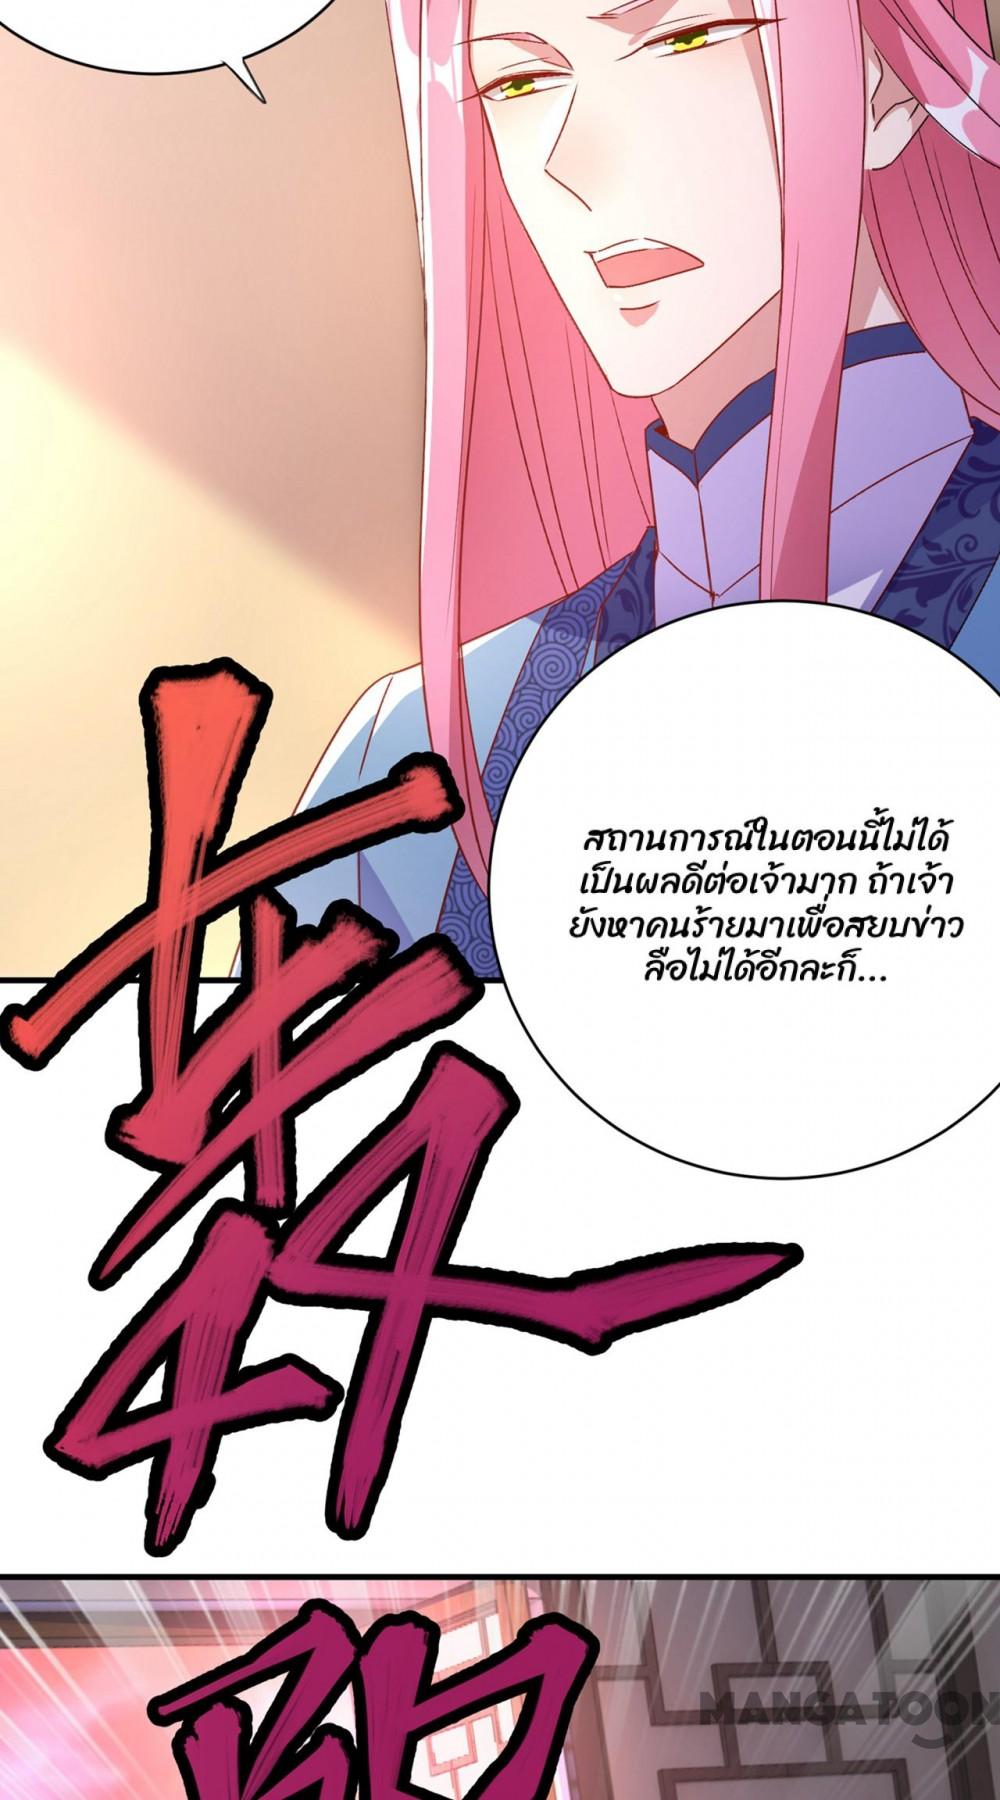 สถานการณ์ในตอนนี้ไม่ได้
เป็นผลดีต่อเจ้ามาก ถ้าเจ้า
ยังหาคนร้ายมาเพื่อสยบข่าว
ลือไม่ได้อีกละก็...
MANGATOON